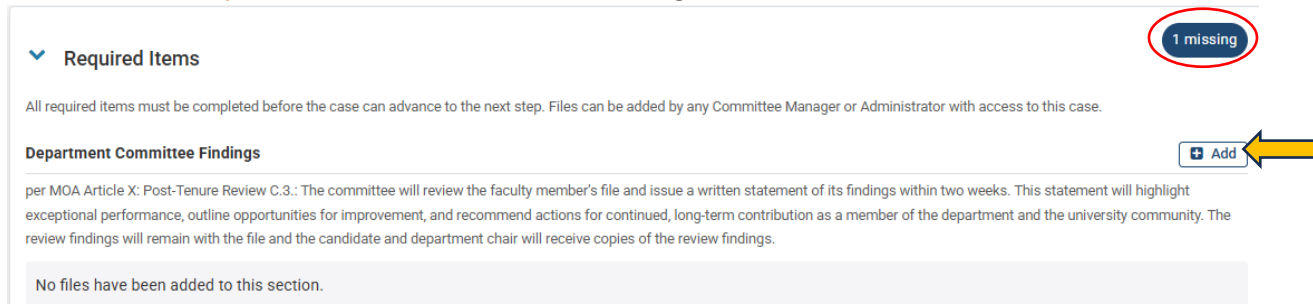 1 missing
Required Items
All required items must be completed before the case can advance to the next step. Files can be added by any Committee Manager or Administrator with access to this case.
Department Committee Findings
Add
per MOA Article X: Post-Tenure Review C.3.: The committee will review the faculty member's file and issue a written statement of its findings within two weeks. This statement will highlight
exceptional performance, outline opportunities for improvement, and recommend actions for continued, long-term contribution as a member of the department and the university community. The
review findings will remain with the file and the candidate and department chair will receive copies of the review findings.
No files have been added to this section.